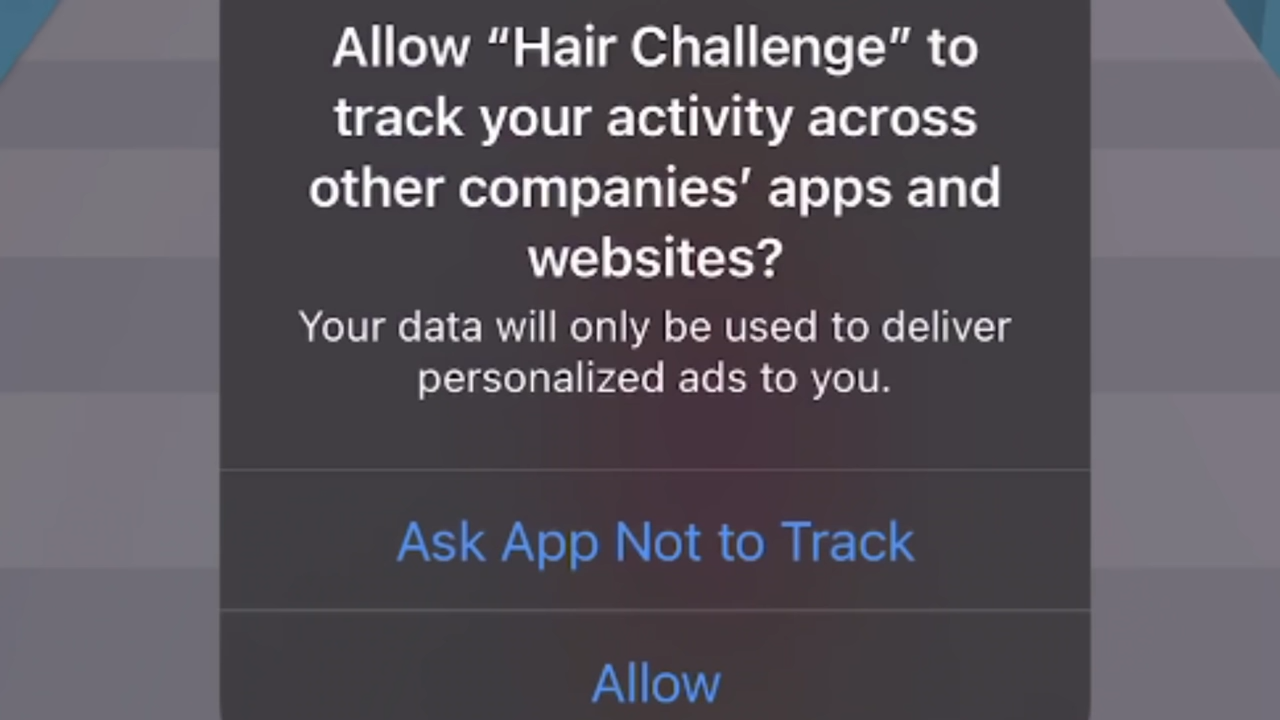 Allow “Hair Challenge” to
track your activity across
other companies’ apps and
websites?
Your data will only be used to deliver
personalized ads to you.
Ask App Not to Track
Allow